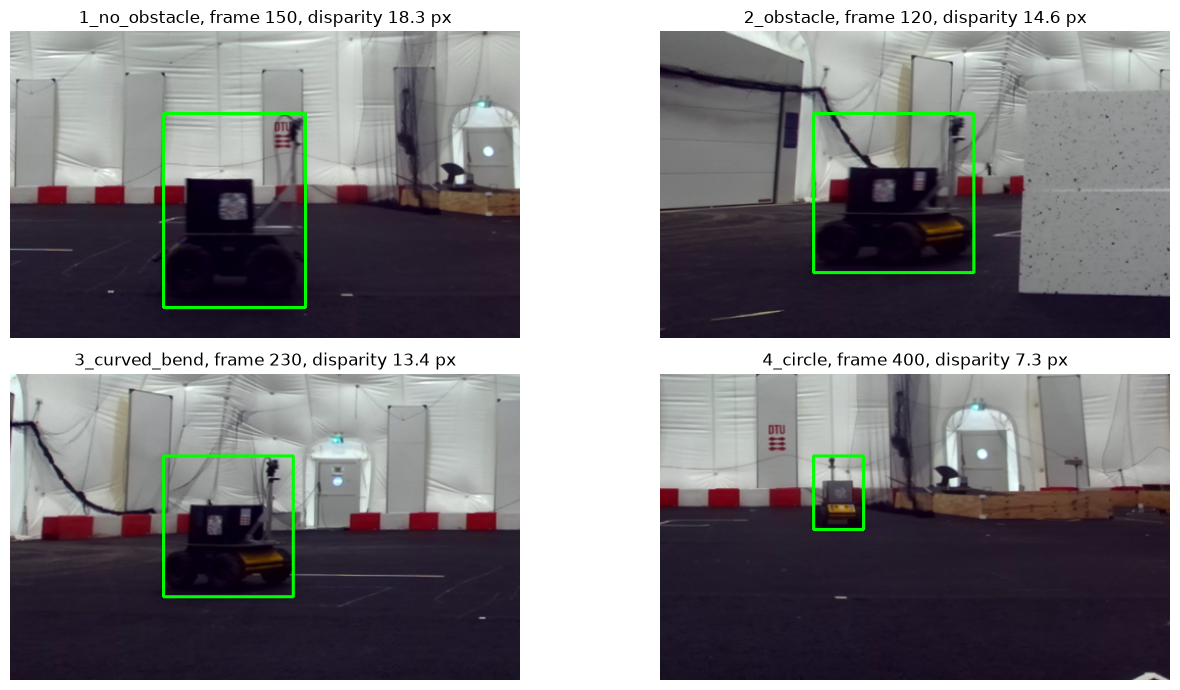 1_no_obstacle, frame 150, disparity 18.3 px
2_obstacle, frame 120, disparity 14.6 px
DTU
3_curved_bend, frame 230, disparity 13.4 px
4_circle, frame 400, disparity 7.3 px
DTU